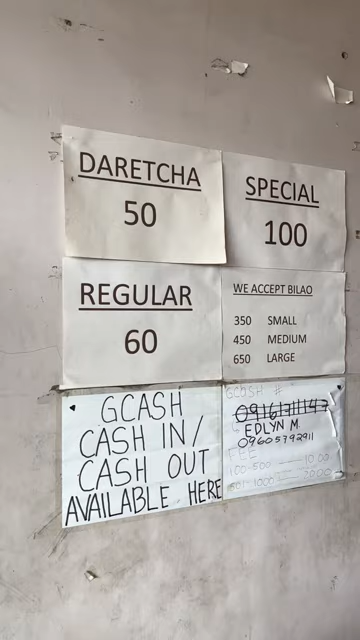 DARETCHA
50
SPECIAL
100
REGULAR
60
WE ACCEPT BILAO
350 SMALL
450 MEDIUM
650 LARGE
GCASH
CASH IN/
CASH OUT
AVAILABLE HERE
GCASH #
EDLYN M.
09605792911
FEE
100-500 — 10.00
501-1000 — 20.00